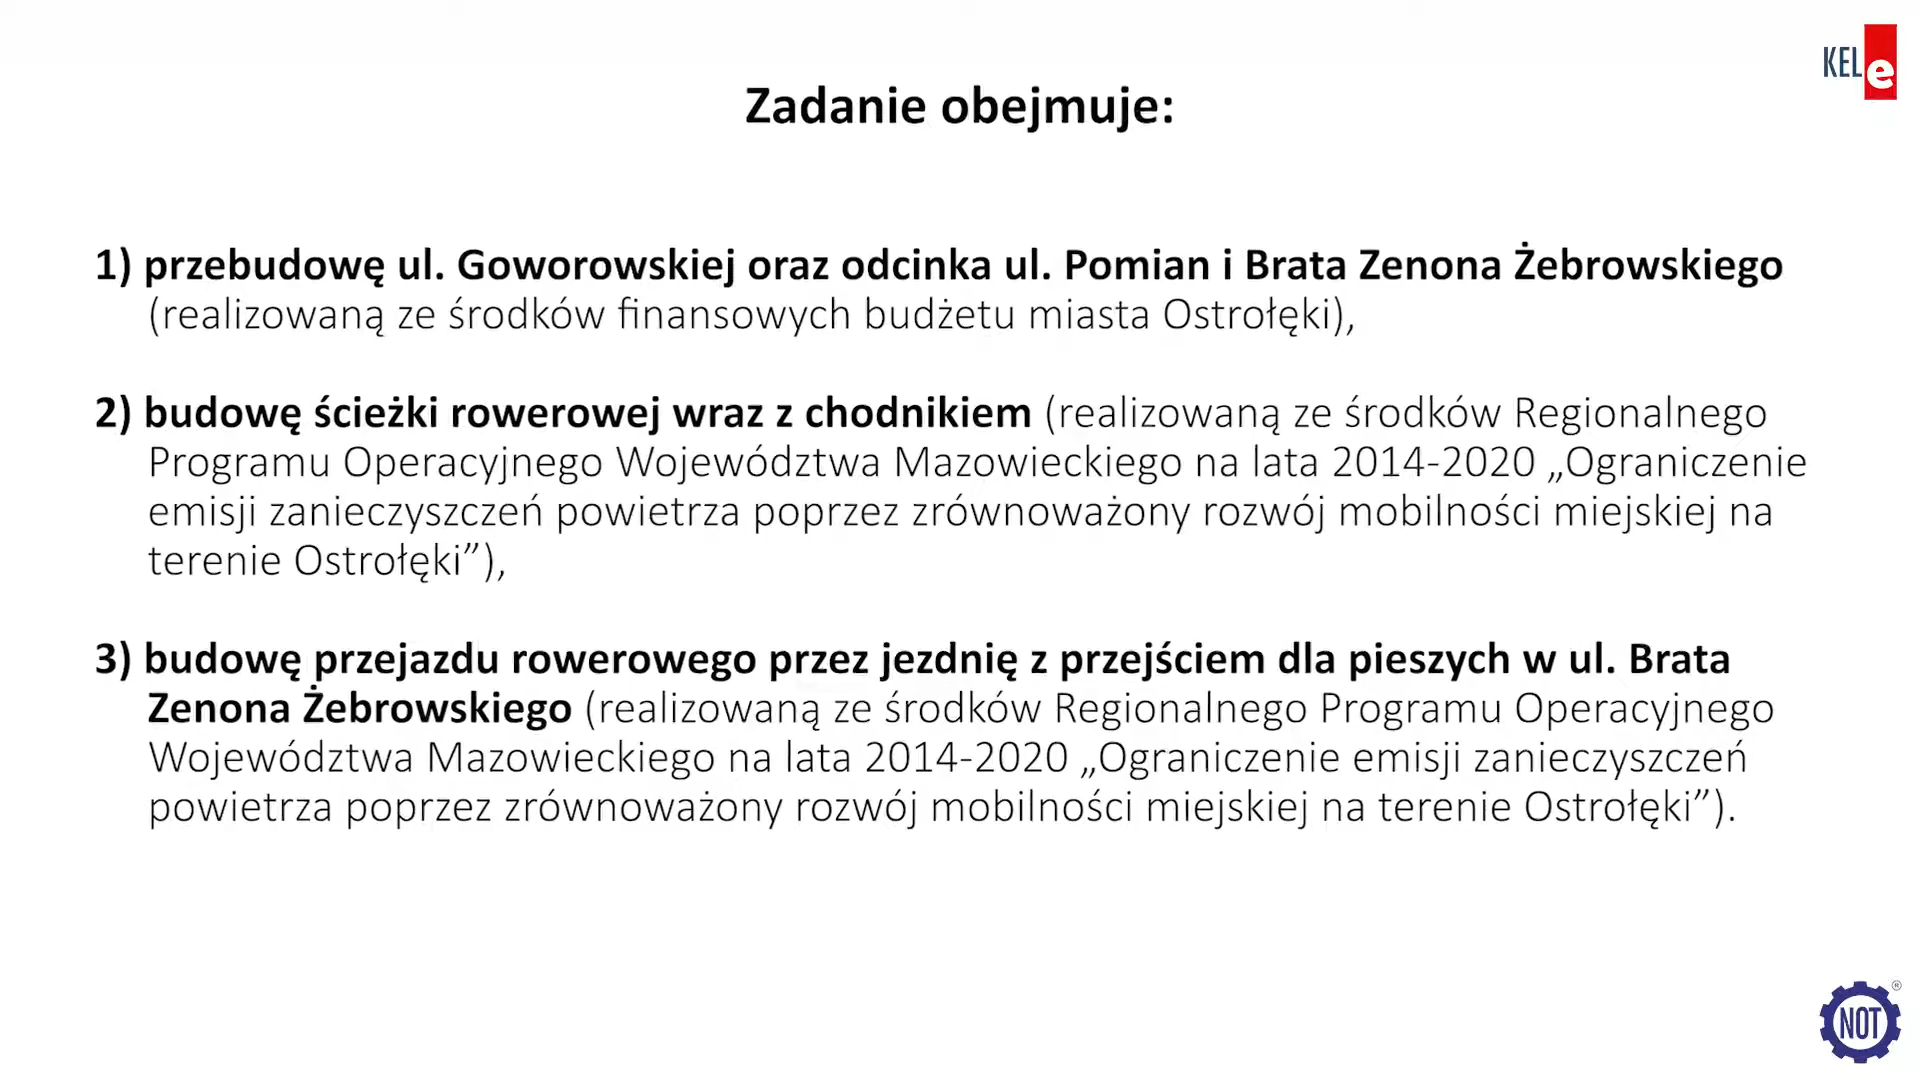 KELe
Zadanie obejmuje:
1) przebudowę ul. Goworowskiej oraz odcinka ul. Pomian i Brata Zenona Żebrowskiego
(realizowaną ze środków finansowych budżetu miasta Ostrołęki),
2) budowę ścieżki rowerowej wraz z chodnikiem (realizowaną ze środków Regionalnego
Programu Operacyjnego Województwa Mazowieckiego na lata 2014-2020 „Ograniczenie
emisji zanieczyszczeń powietrza poprzez zrównoważony rozwój mobilności miejskiej na
terenie Ostrołęki”),
3) budowę przejazdu rowerowego przez jezdnię z przejściem dla pieszych w ul. Brata
Zenona Żebrowskiego (realizowaną ze środków Regionalnego Programu Operacyjnego
Województwa Mazowieckiego na lata 2014-2020 „Ograniczenie emisji zanieczyszczeń
powietrza poprzez zrównoważony rozwój mobilności miejskiej na terenie Ostrołęki”).
NOT®